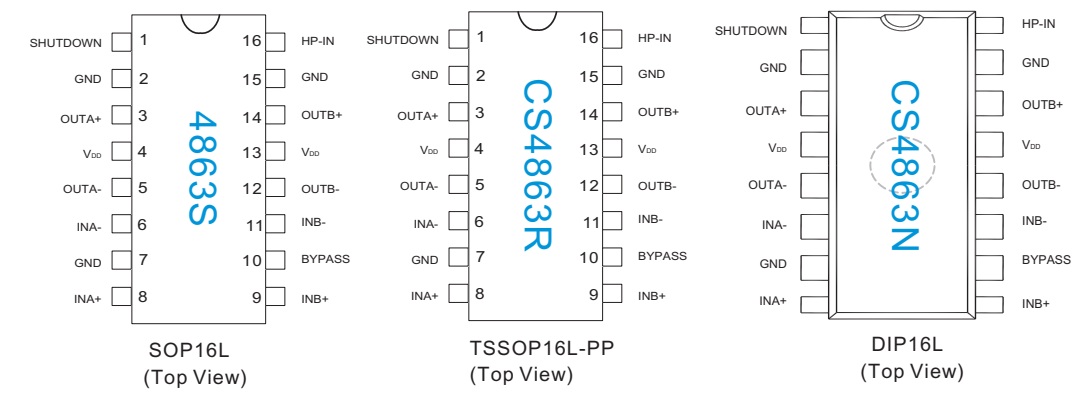 SHUTDOWN 1 16 HP-IN
GND 2 15 GND
OUTA+ 3 14 OUTB+
VDD 4 13 VDD
OUTA- 5 12 OUTB-
INA- 6 11 INB-
GND 7 10 BYPASS
INA+ 8 9 INB+
4863S
SOP16L
(Top View)
SHUTDOWN 1 16 HP-IN
GND 2 15 GND
OUTA+ 3 14 OUTB+
VDD 4 13 VDD
OUTA- 5 12 OUTB-
INA- 6 11 INB-
GND 7 10 BYPASS
INA+ 8 9 INB+
CS4863R
TSSOP16L-PP
(Top View)
SHUTDOWN HP-IN
GND GND
OUTA+ OUTB+
VDD VDD
OUTA- OUTB-
INA- INB-
GND BYPASS
INA+ INB+
CS4863N
DIP16L
(Top View)